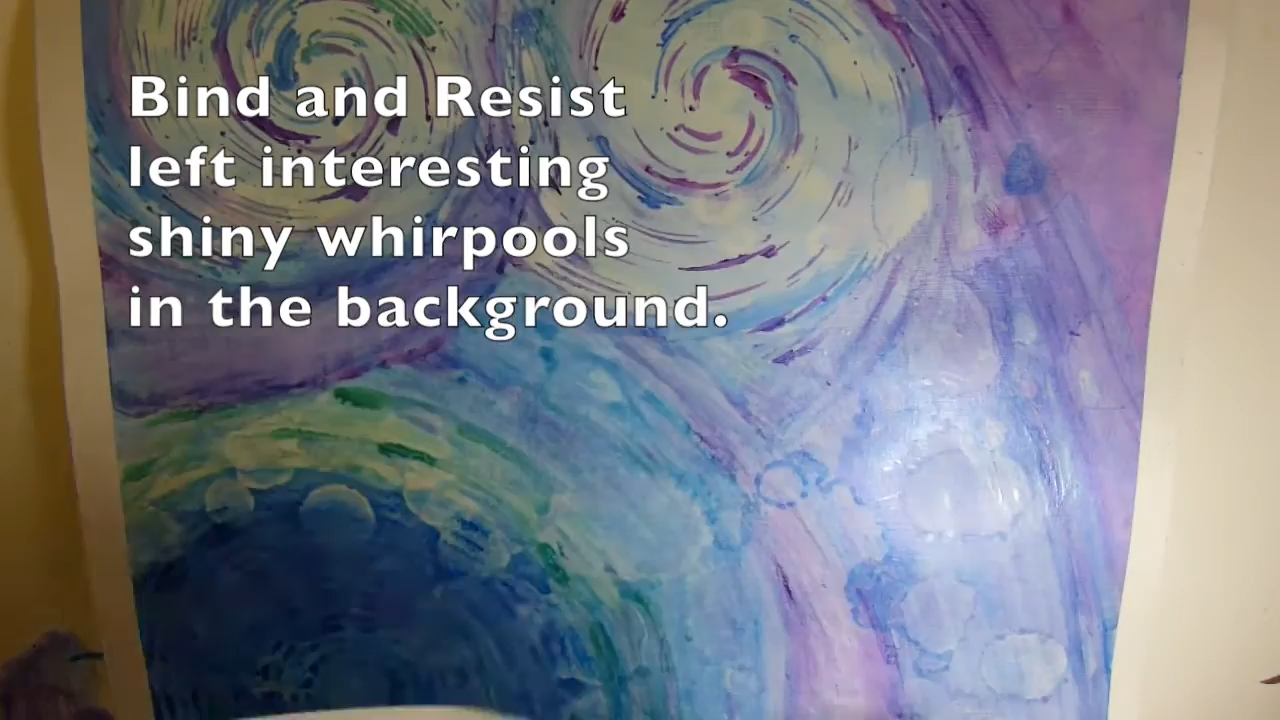 Bind and Resist
left interesting
shiny whirpools
in the background.